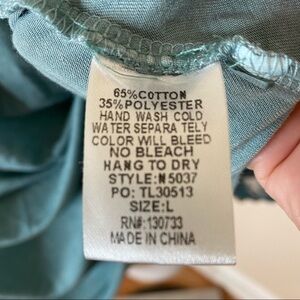 65%COTTON
35%POLYESTER
HAND WASH COLD
WATER SEPARA TELY
COLOR WILL BLEED
NO BLEACH
HANG TO DRY
STYLE:N5037
PO: TL30513
SIZE:L
RN#:130733
MADE IN CHINA